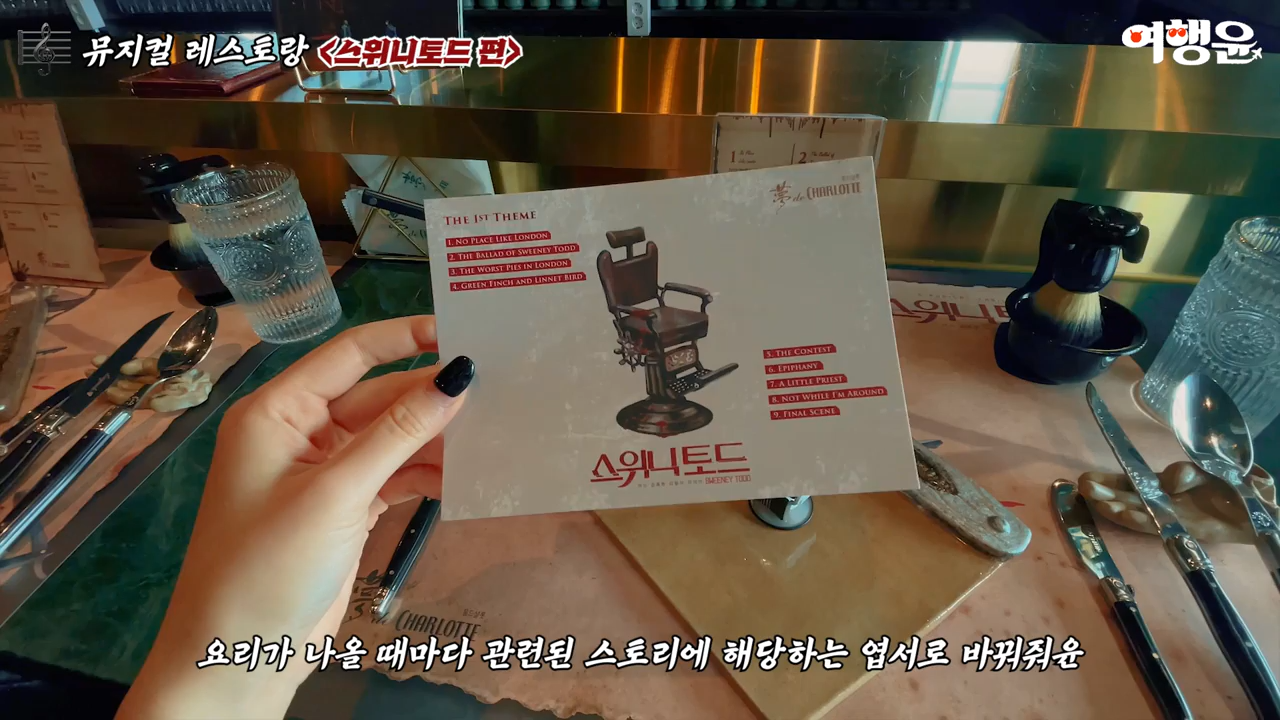 뮤지컬 레스토랑 <스위니토드 편>
여행윤
THE 1ST THEME
1. NO PLACE LIKE LONDON
2. THE BALLAD OF SWEENEY TODD
3. THE WORST PIES IN LONDON
4. GREEN FINCH AND LINNET BIRD
夢 de CHARLOTTE
5. THE CONTEST
6. EPIPHANY
7. A LITTLE PRIEST
8. NOT WHILE I'M AROUND
9. FINAL SCENE
스위니토드
SWEENEY TODD
스위니토
CHARLOTTE
요리가 나올 때마다 관련된 스토리에 해당하는 엽서로 바꿔줘윤